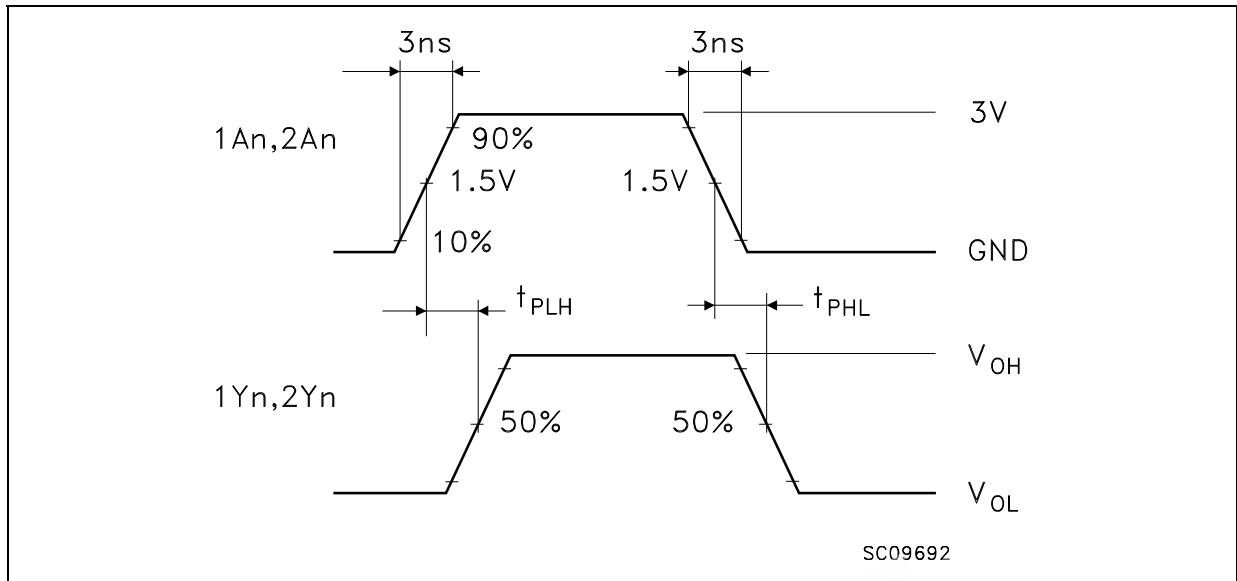 3ns 3ns
3V
1An,2An 90%
1.5V 1.5V
10% GND
tPLH tPHL
VOH
1Yn,2Yn 50% 50%
VOL
SC09692